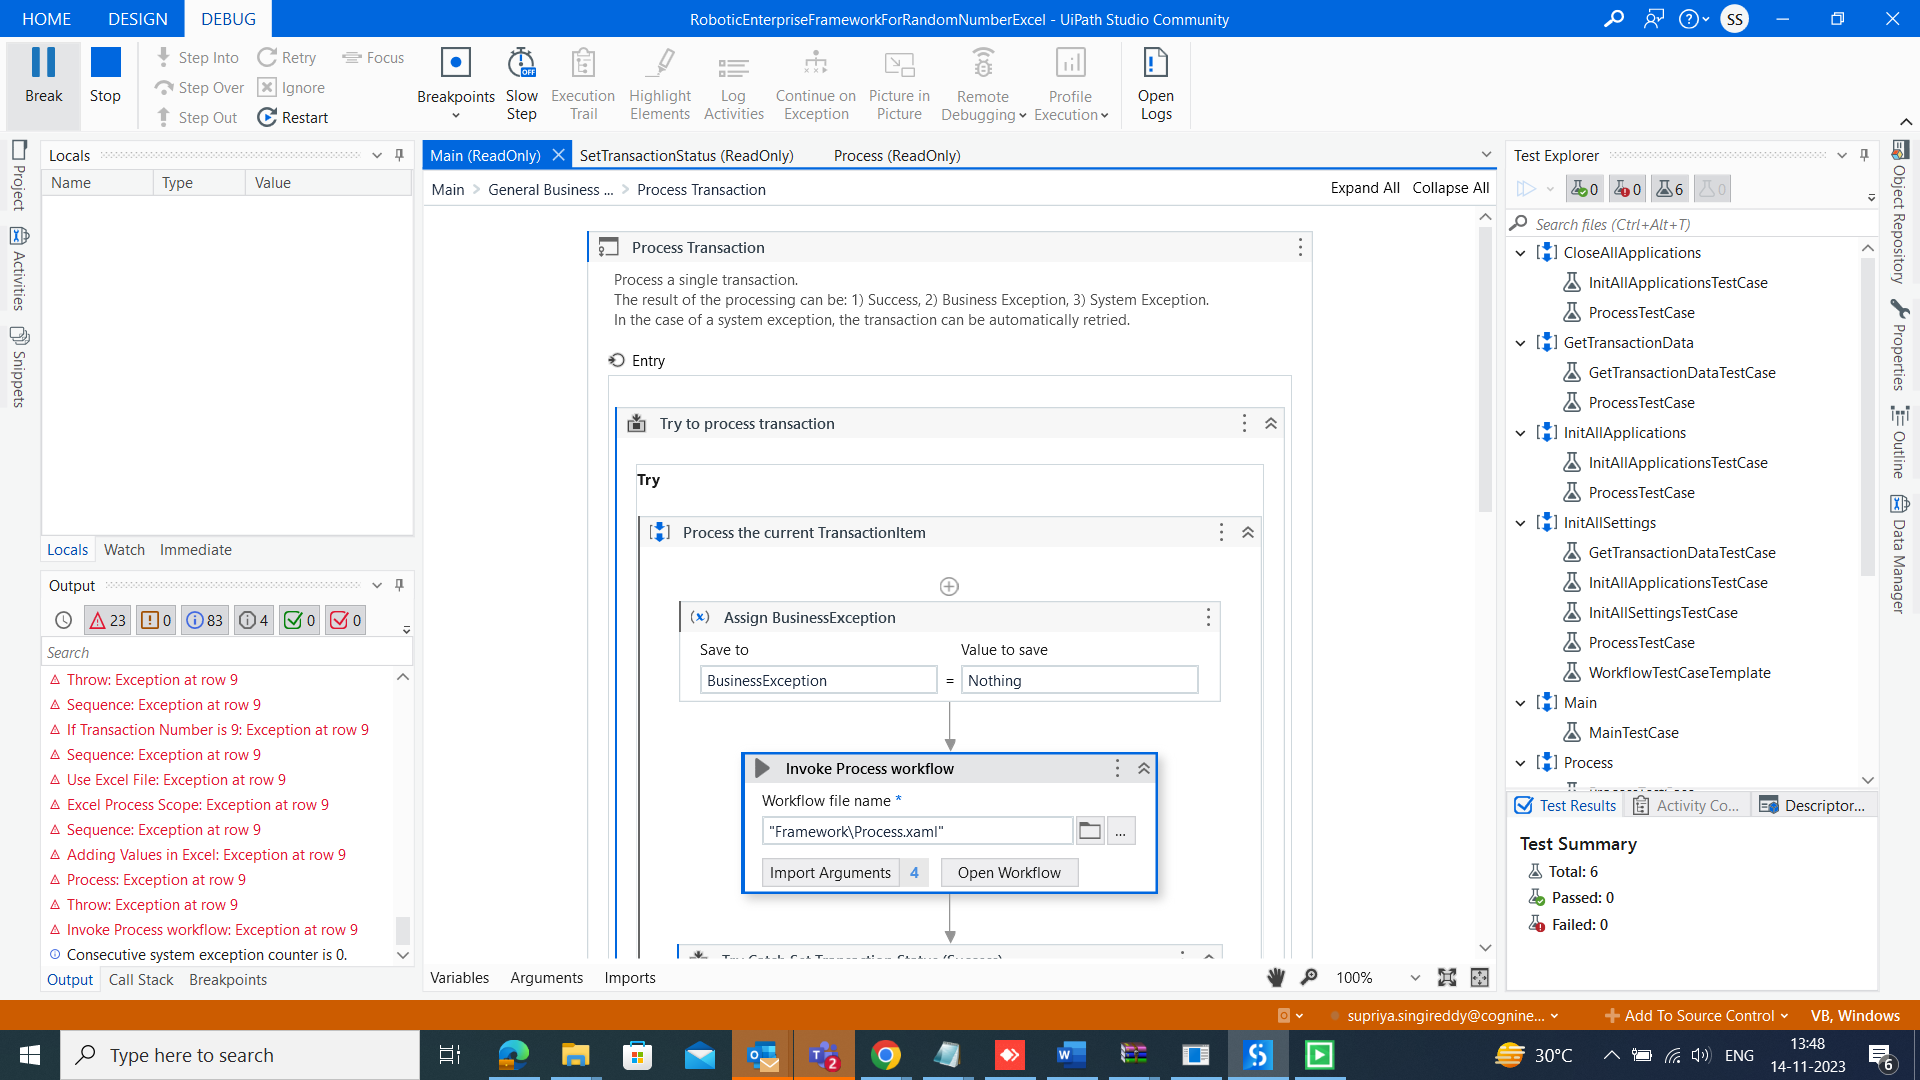 HOME DESIGN DEBUG
RoboticEnterpriseFrameworkForRandomNumberExcel - UiPath Studio Community
SS
Break
Stop
Step Into
Step Over
Step Out
Retry
Ignore
Restart
Focus
Breakpoints
Slow Step
OFF
Execution Trail
Highlight Elements
Log Activities
Continue on Exception
Picture in Picture
Remote Debugging
Profile Execution
Open Logs
Project
Activities
Snippets
Locals
Name Type Value
Locals Watch Immediate
Output
23 0 83 4 0 0
Search
Throw: Exception at row 9
Sequence: Exception at row 9
If Transaction Number is 9: Exception at row 9
Sequence: Exception at row 9
Use Excel File: Exception at row 9
Excel Process Scope: Exception at row 9
Sequence: Exception at row 9
Adding Values in Excel: Exception at row 9
Process: Exception at row 9
Throw: Exception at row 9
Invoke Process workflow: Exception at row 9
Consecutive system exception counter is 0.
Output Call Stack Breakpoints
Main (ReadOnly) SetTransactionStatus (ReadOnly) Process (ReadOnly)
Main > General Business ... > Process Transaction
Expand All Collapse All
Process Transaction
Process a single transaction.
The result of the processing can be: 1) Success, 2) Business Exception, 3) System Exception.
In the case of a system exception, the transaction can be automatically retried.
Entry
Try to process transaction
Try
Process the current TransactionItem
(x) Assign BusinessException
Save to Value to save
BusinessException = Nothing
Invoke Process workflow
Workflow file name *
"Framework\Process.xaml"
...
Import Arguments 4 Open Workflow
Try Catch Set Transaction Status (Success)
Variables Arguments Imports
100%
Test Explorer
0 0 6 0
Search files (Ctrl+Alt+T)
CloseAllApplications
InitAllApplicationsTestCase
ProcessTestCase
GetTransactionData
GetTransactionDataTestCase
ProcessTestCase
InitAllApplications
InitAllApplicationsTestCase
ProcessTestCase
InitAllSettings
GetTransactionDataTestCase
InitAllApplicationsTestCase
InitAllSettingsTestCase
ProcessTestCase
WorkflowTestCaseTemplate
Main
MainTestCase
Process
ProcessTestCase
Test Results Activity Co... Descriptor...
Test Summary
Total: 6
Passed: 0
Failed: 0
Object Repository
Properties
Outline
Data Manager
supriya.singireddy@cognine...
Add To Source Control
VB, Windows
Type here to search
2
30°C
ENG
13:48
14-11-2023
6